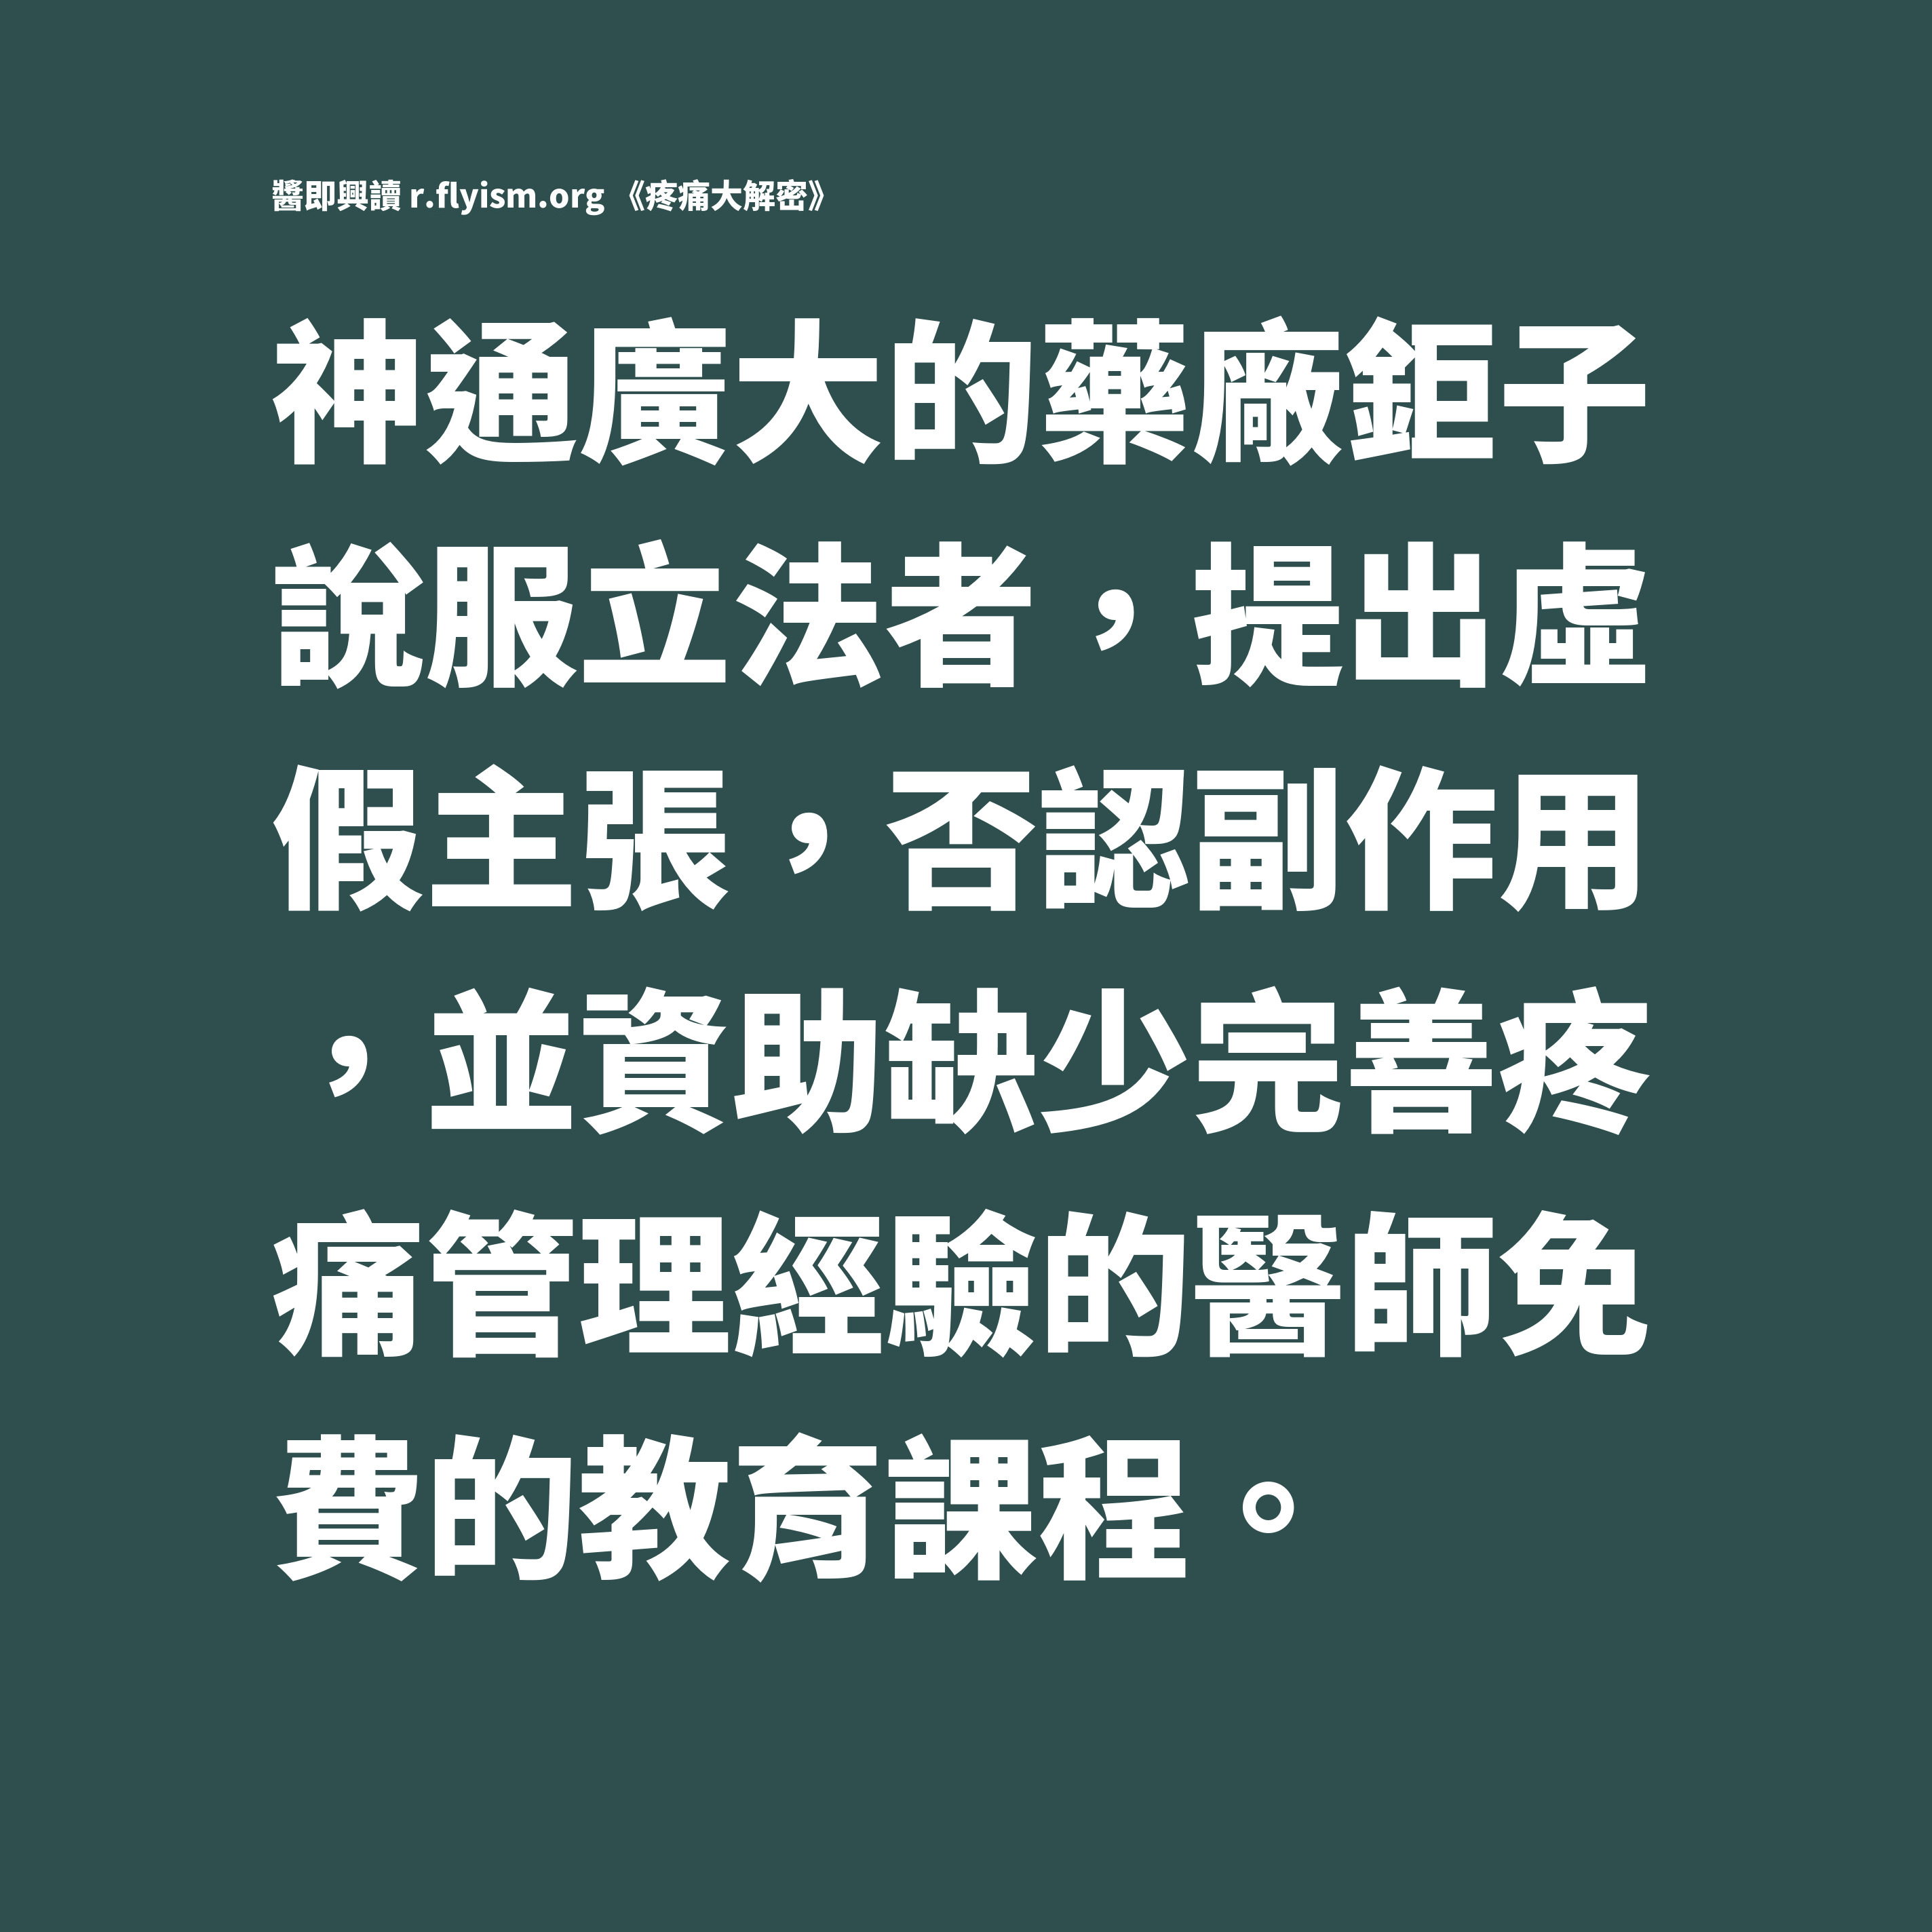 醫聊閱讀r.flyism.org《疼痛大解密》
神通廣大的藥廠鉅子
說服立法者，提出虛
假主張，否認副作用
，並資助缺少完善疼
痛管理經驗的醫師免
費的教育課程。